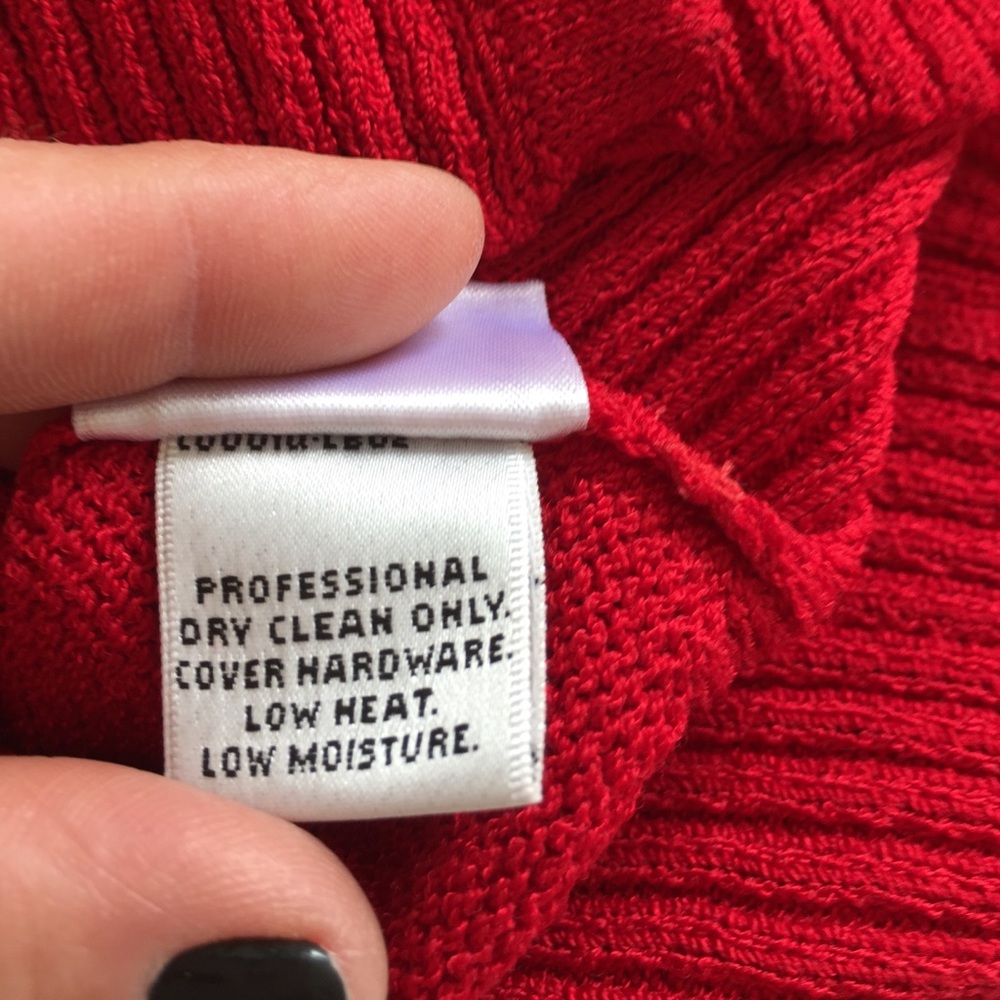 PROFESSIONAL
DRY CLEAN ONLY.
COVER HARDWARE.
LOW HEAT.
LOW MOISTURE.